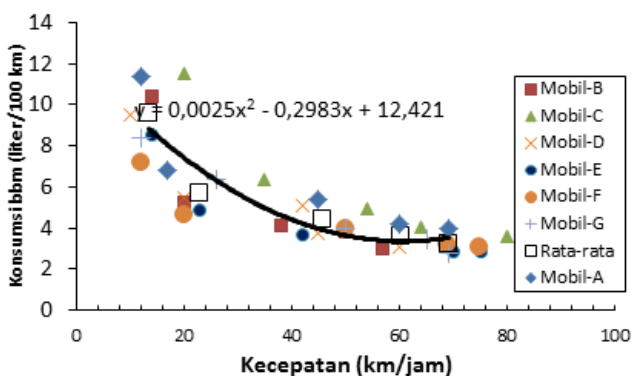 14
12
10
8
6
4
2
0
Konsumsi bbm (liter/100 km)
y = 0,0025x² - 0,2983x + 12,421
Mobil-B
Mobil-C
Mobil-D
Mobil-E
Mobil-F
Mobil-G
Rata-rata
Mobil-A
0 20 40 60 80 100
Kecepatan (km/jam)